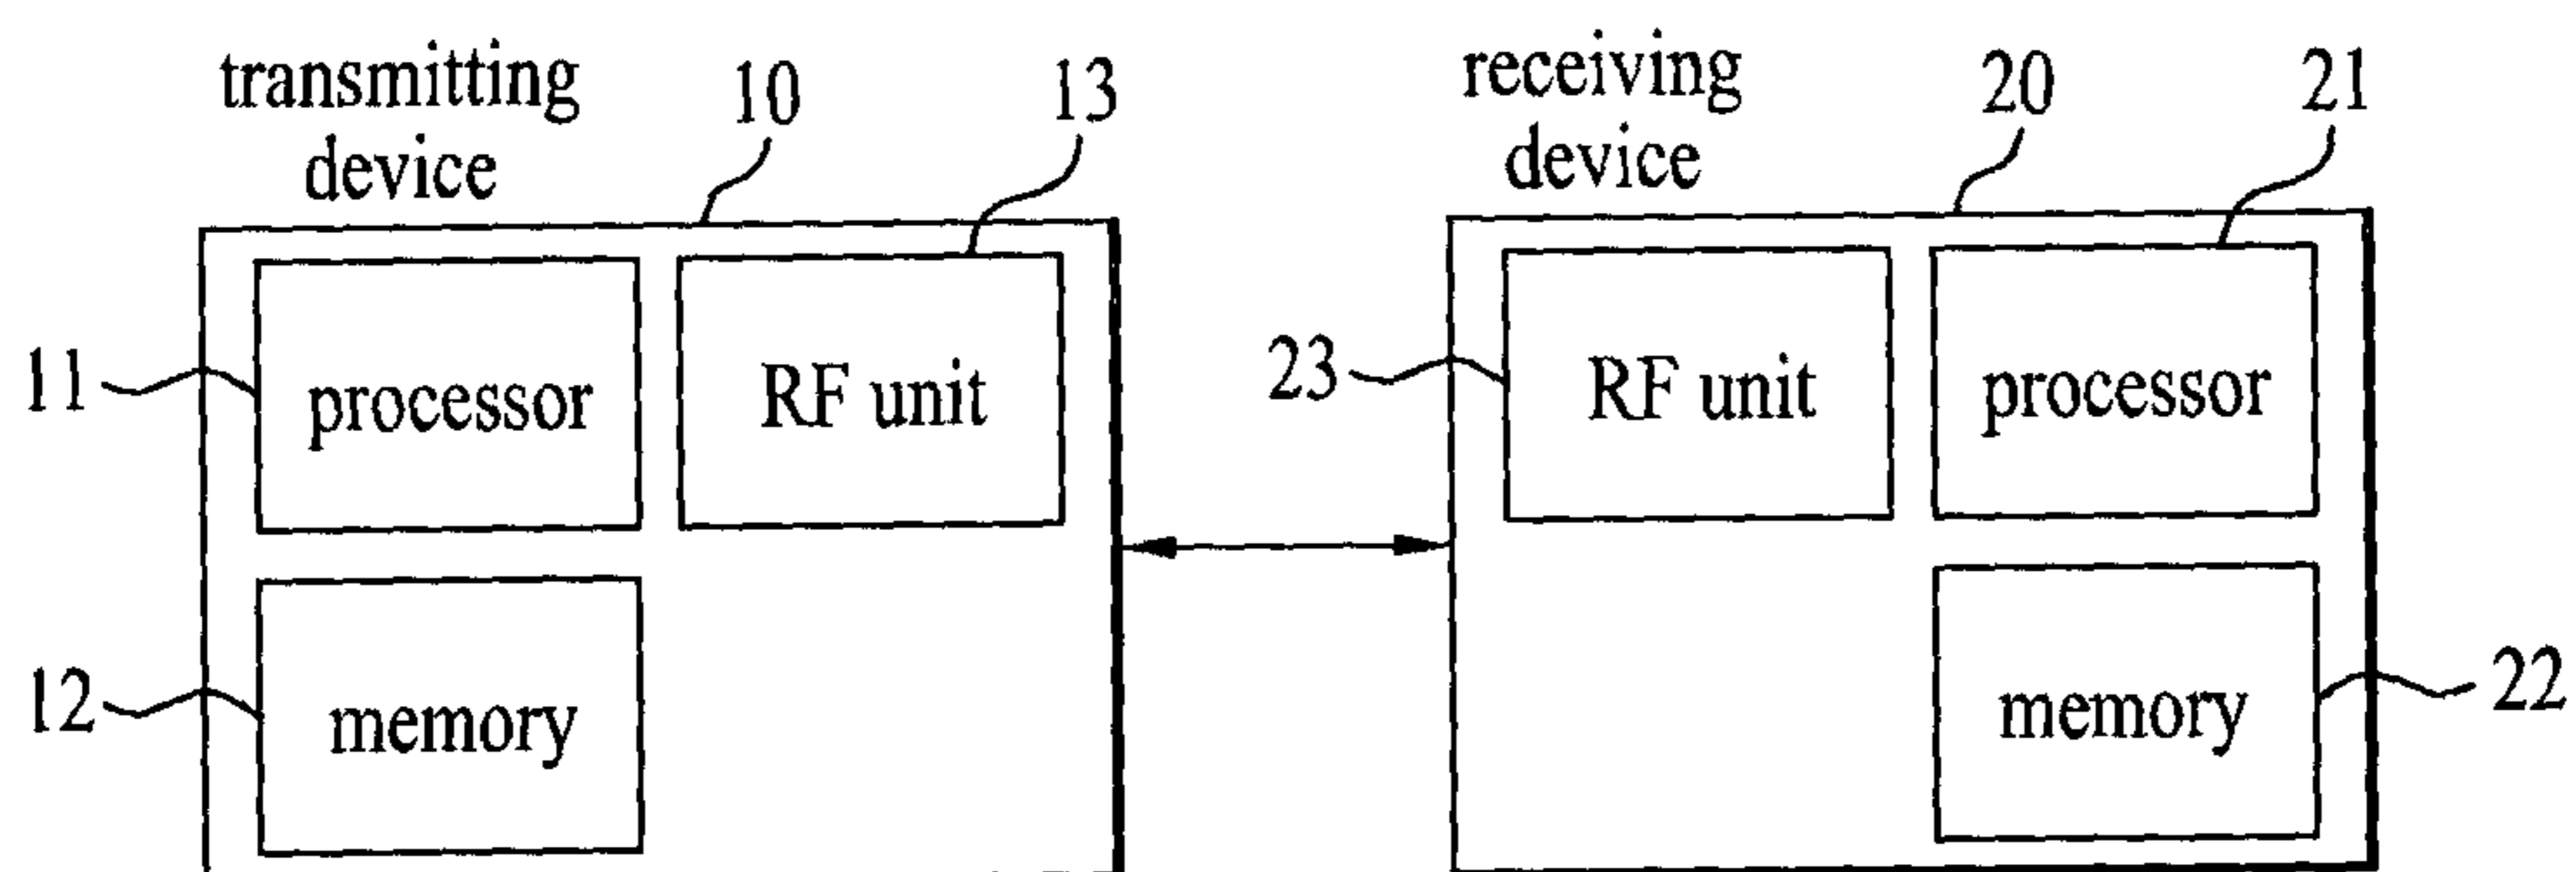 transmitting
device
10
13
receiving
device
20
21
11
processor
RF unit
23
RF unit
processor
12
memory
memory
22